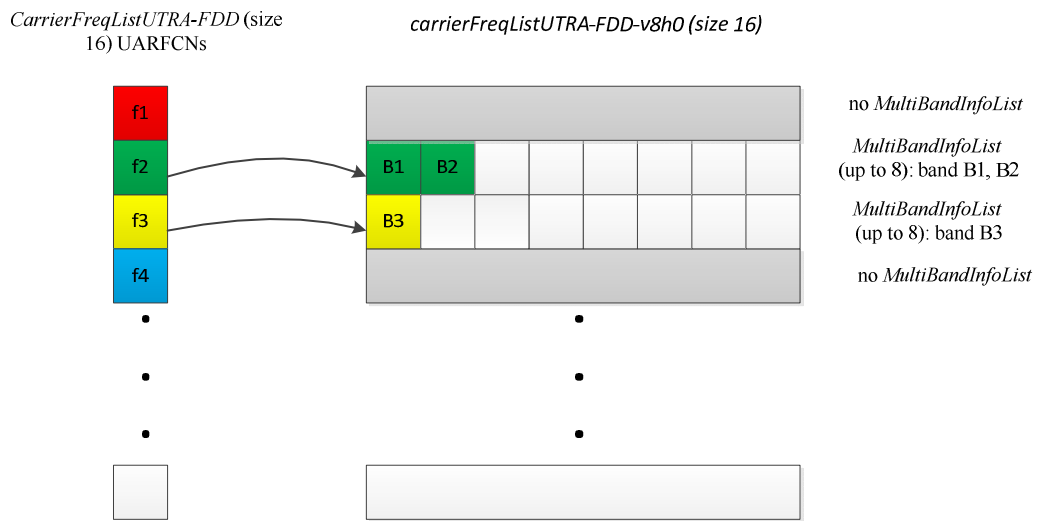 CarrierFreqListUTRA-FDD (size
16) UARFCNs
carrierFreqListUTRA-FDD-v8h0 (size 16)
f1
no MultiBandInfoList
f2
B1 B2
MultiBandInfoList
(up to 8): band B1, B2
f3
B3
MultiBandInfoList
(up to 8): band B3
f4
no MultiBandInfoList